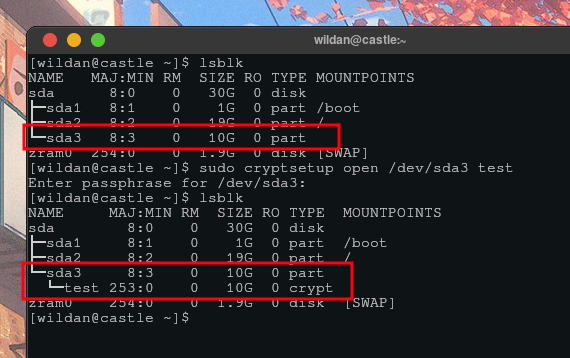 wildan@castle:~
[wildan@castle ~]$ lsblk
NAME   MAJ:MIN RM  SIZE RO TYPE MOUNTPOINTS
sda      8:0    0   30G  0 disk
├─sda1   8:1    0    1G  0 part /boot
├─sda2   8:2    0   19G  0 part /
└─sda3   8:3    0   10G  0 part
zram0  254:0    0  1.9G  0 disk [SWAP]
[wildan@castle ~]$ sudo cryptsetup open /dev/sda3 test
Enter passphrase for /dev/sda3:
[wildan@castle ~]$ lsblk
NAME     MAJ:MIN RM  SIZE RO TYPE  MOUNTPOINTS
sda        8:0    0   30G  0 disk
├─sda1     8:1    0    1G  0 part  /boot
├─sda2     8:2    0   19G  0 part  /
└─sda3     8:3    0   10G  0 part
  └─test 253:0    0   10G  0 crypt
zram0    254:0    0  1.9G  0 disk  [SWAP]
[wildan@castle ~]$